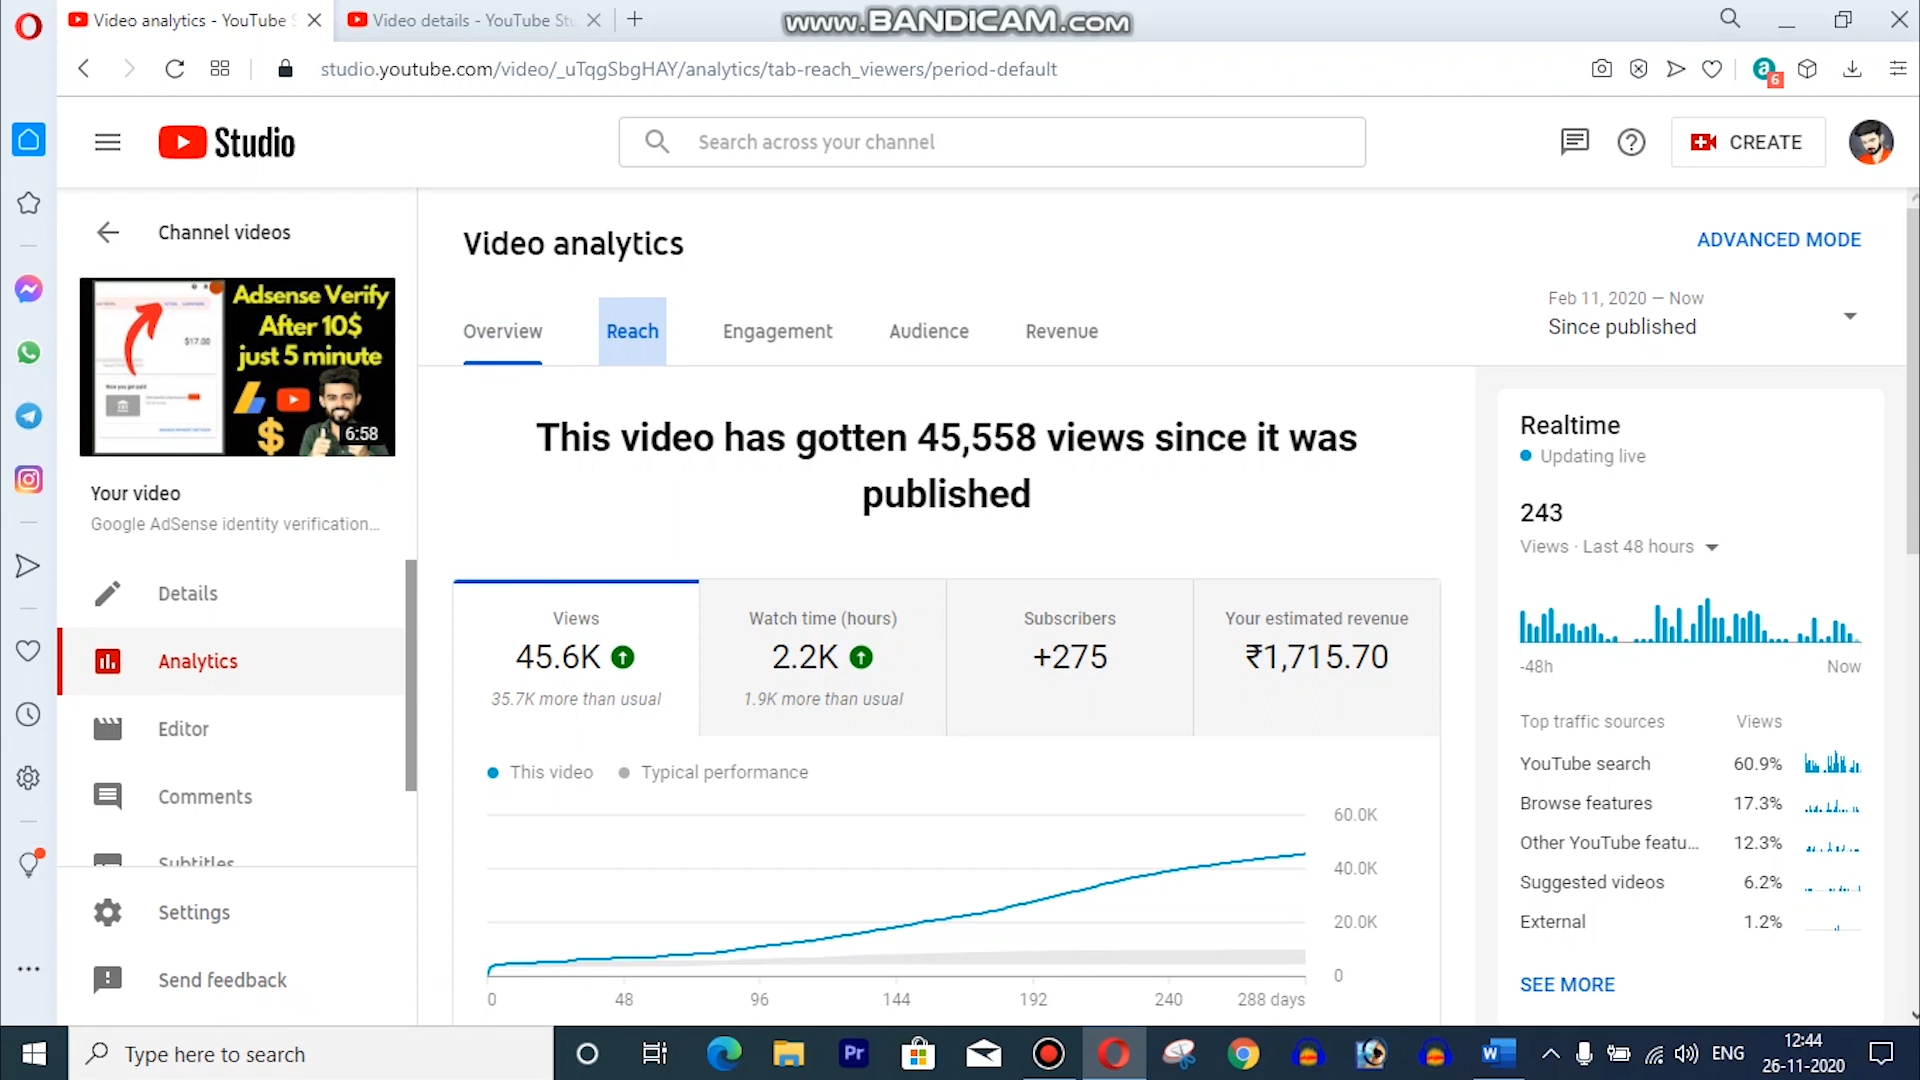 Video analytics - YouTube S
Video details - YouTube Stu
www.BANDICAM.com
studio.youtube.com/video/_uTqgSbgHAY/analytics/tab-reach_viewers/period-default
6
Studio
Search across your channel
CREATE
Channel videos
Adsense Verify
After 10$
just 5 minute
$17.00
6:58
Your video
Google AdSense identity verification...
Details
Analytics
Editor
Comments
Subtitles
Settings
Send feedback
Video analytics
ADVANCED MODE
Overview
Reach
Engagement
Audience
Revenue
Feb 11, 2020 – Now
Since published
This video has gotten 45,558 views since it was
published
Views
45.6K
35.7K more than usual
Watch time (hours)
2.2K
1.9K more than usual
Subscribers
+275
Your estimated revenue
₹1,715.70
This video
Typical performance
60.0K
40.0K
20.0K
0
0 48 96 144 192 240 288 days
Realtime
Updating live
243
Views · Last 48 hours
-48h Now
Top traffic sources Views
YouTube search 60.9%
Browse features 17.3%
Other YouTube featu... 12.3%
Suggested videos 6.2%
External 1.2%
SEE MORE
Type here to search
Pr
W
ENG
12:44
26-11-2020